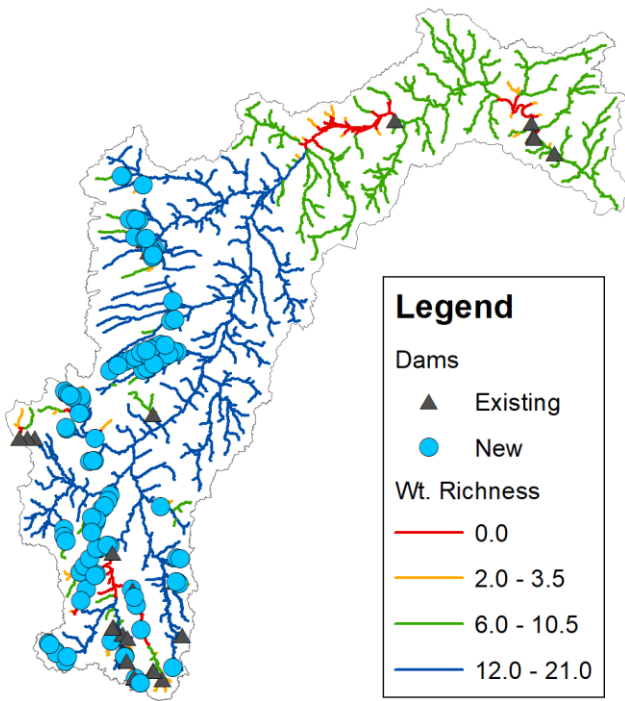 Legend
Dams
Existing
New
Wt. Richness
0.0
2.0 - 3.5
6.0 - 10.5
12.0 - 21.0